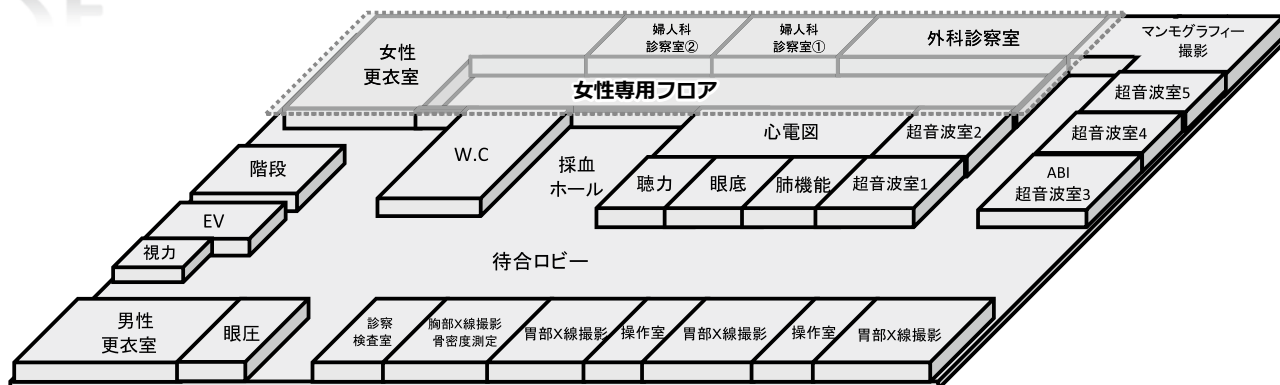 女性
更衣室
婦人科
診察室②
婦人科
診察室①
外科診察室
マンモグラフィー
撮影
女性専用フロア
超音波室5
超音波室4
ABI
超音波室3
W.C
採血
ホール
心電図
超音波室2
聴力
眼底
肺機能
超音波室1
階段
EV
視力
待合ロビー
男性
更衣室
眼圧
診察
検査室
胸部X線撮影
骨密度測定
胃部X線撮影
操作室
胃部X線撮影
操作室
胃部X線撮影